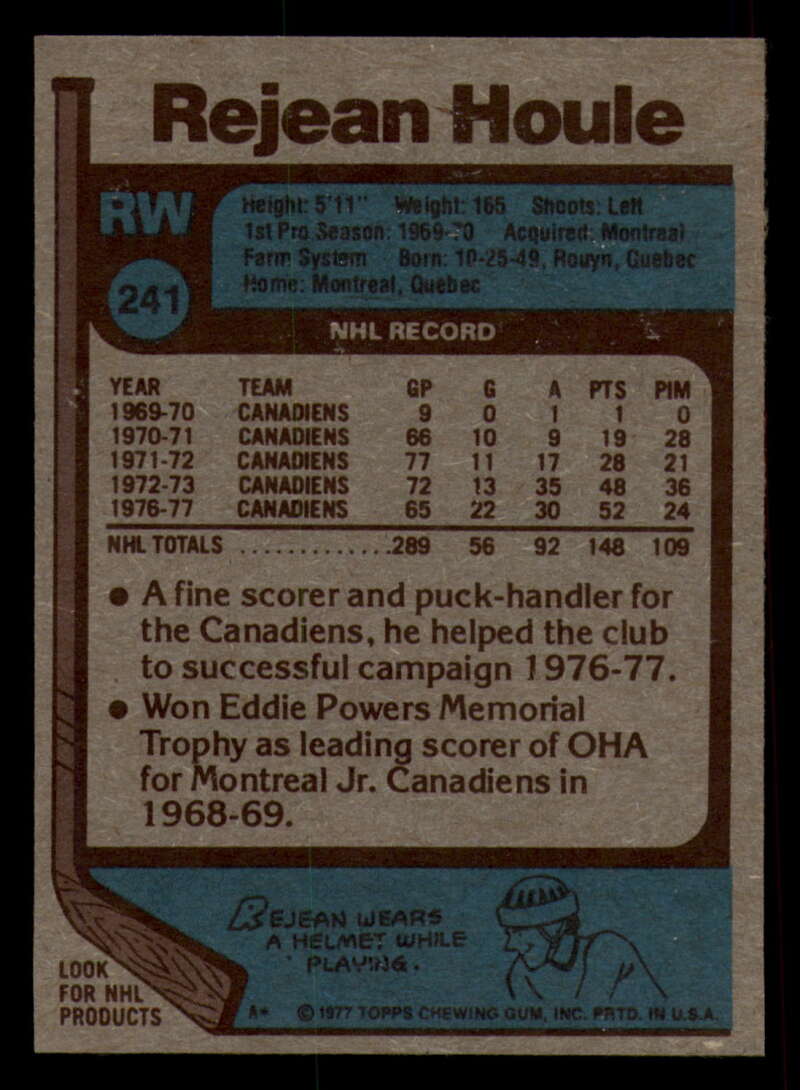 Rejean Houle
RW
Height: 5'11" Weight: 165 Shoots: Left
1st Pro Season: 1969-70 Acquired: Montreal
Farm System Born: 10-25-49, Rouyn, Quebec
Home: Montreal, Quebec
241
NHL RECORD
YEAR TEAM GP G A PTS PIM
1969-70 CANADIENS 9 0 1 1 0
1970-71 CANADIENS 66 10 9 19 28
1971-72 CANADIENS 77 11 17 28 21
1972-73 CANADIENS 72 13 35 48 36
1976-77 CANADIENS 65 22 30 52 24
NHL TOTALS .............289 56 92 148 109
• A fine scorer and puck-handler for
the Canadiens, he helped the club
to successful campaign 1976-77.
• Won Eddie Powers Memorial
Trophy as leading scorer of OHA
for Montreal Jr. Canadiens in
1968-69.
REJEAN WEARS
A HELMET WHILE
PLAYING.
LOOK
FOR NHL
PRODUCTS
A* © 1977 TOPPS CHEWING GUM, INC. PRTD. IN U.S.A.